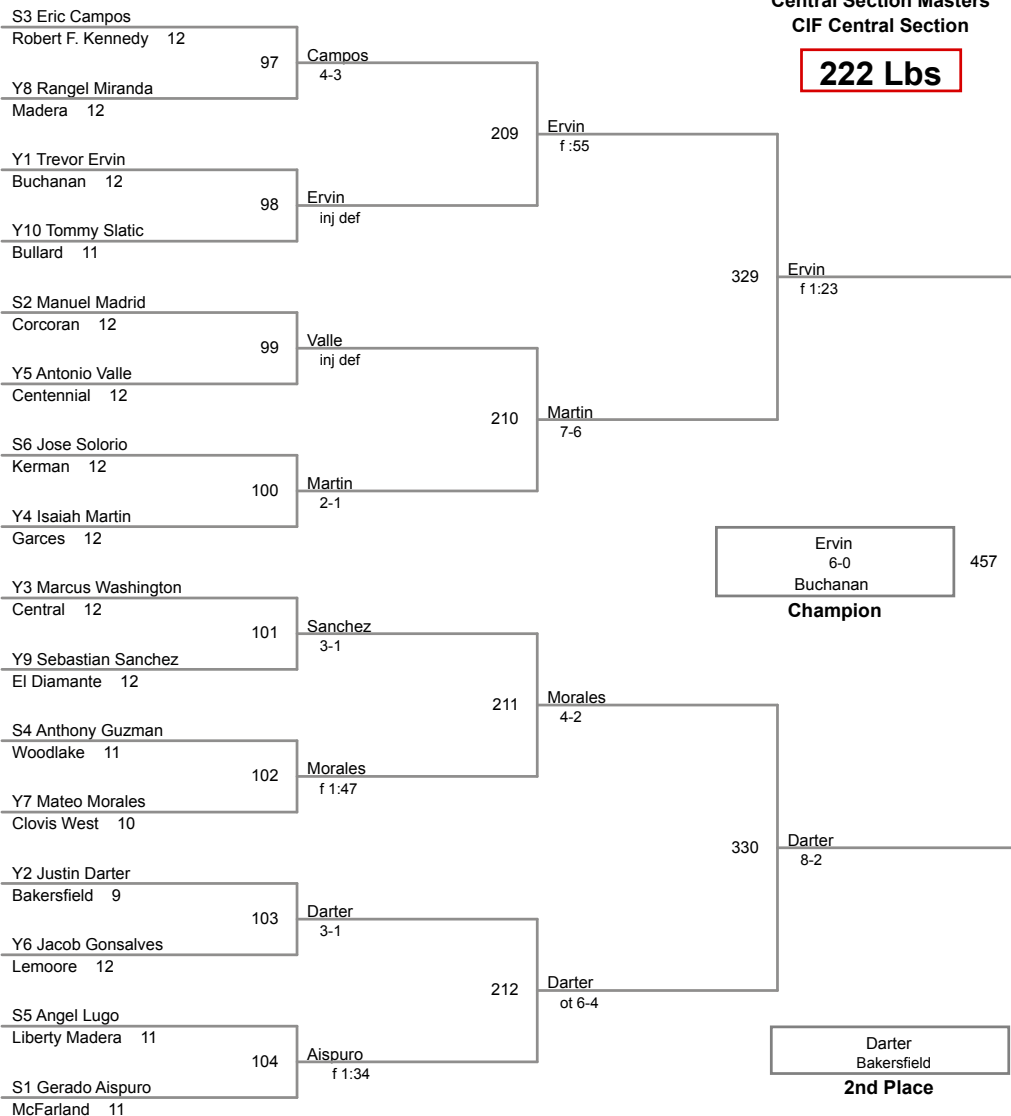 Central Section Masters
CIF Central Section
222 Lbs
S3 Eric Campos
Robert F. Kennedy 12
97
Campos
4-3
Y8 Rangel Miranda
Madera 12
209
Ervin
f :55
Y1 Trevor Ervin
Buchanan 12
98
Ervin
inj def
Y10 Tommy Slatic
Bullard 11
329
Ervin
f 1:23
S2 Manuel Madrid
Corcoran 12
99
Valle
inj def
Y5 Antonio Valle
Centennial 12
210
Martin
7-6
S6 Jose Solorio
Kerman 12
100
Martin
2-1
Y4 Isaiah Martin
Garces 12
Ervin
6-0
Buchanan
457
Champion
Y3 Marcus Washington
Central 12
101
Sanchez
3-1
Y9 Sebastian Sanchez
El Diamante 12
211
Morales
4-2
S4 Anthony Guzman
Woodlake 11
102
Morales
f 1:47
Y7 Mateo Morales
Clovis West 10
330
Darter
8-2
Y2 Justin Darter
Bakersfield 9
103
Darter
3-1
Y6 Jacob Gonsalves
Lemoore 12
212
Darter
ot 6-4
S5 Angel Lugo
Liberty Madera 11
104
Aispuro
f 1:34
S1 Gerado Aispuro
McFarland 11
Darter
Bakersfield
2nd Place